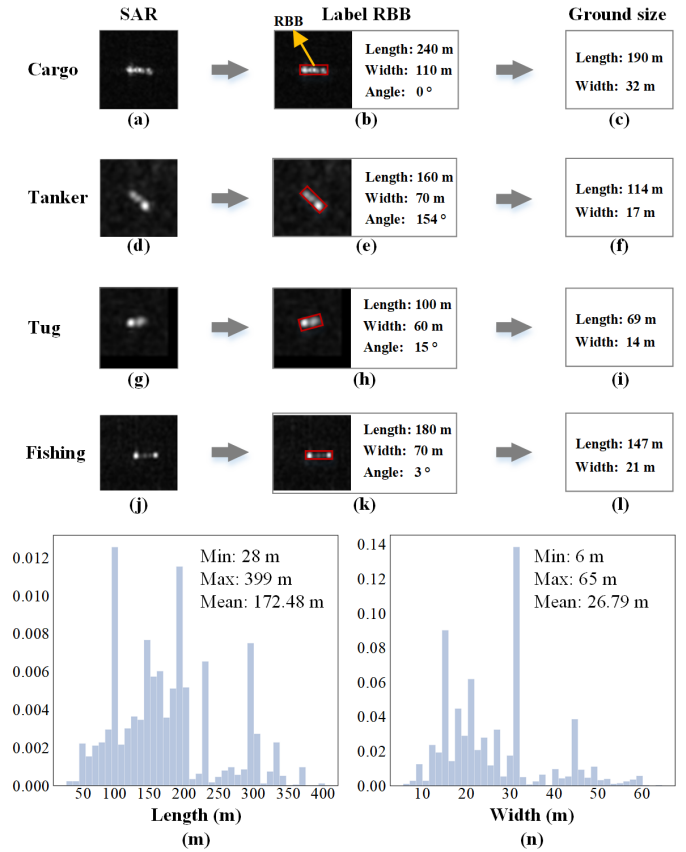 SAR
Label RBB
Ground size
RBB
Cargo
Length: 240 m
Width: 110 m
Angle: 0 °
Length: 190 m
Width: 32 m
(a)
(b)
(c)
Tanker
Length: 160 m
Width: 70 m
Angle: 154 °
Length: 114 m
Width: 17 m
(d)
(e)
(f)
Tug
Length: 100 m
Width: 60 m
Angle: 15 °
Length: 69 m
Width: 14 m
(g)
(h)
(i)
Fishing
Length: 180 m
Width: 70 m
Angle: 3 °
Length: 147 m
Width: 21 m
(j)
(k)
(l)
Min: 28 m
Max: 399 m
Mean: 172.48 m
0.012
0.010
0.008
0.006
0.004
0.002
0.000
50 100 150 200 250 300 350 400
Length (m)
(m)
Min: 6 m
Max: 65 m
Mean: 26.79 m
0.14
0.12
0.10
0.08
0.06
0.04
0.02
0.00
10 20 30 40 50 60
Width (m)
(n)